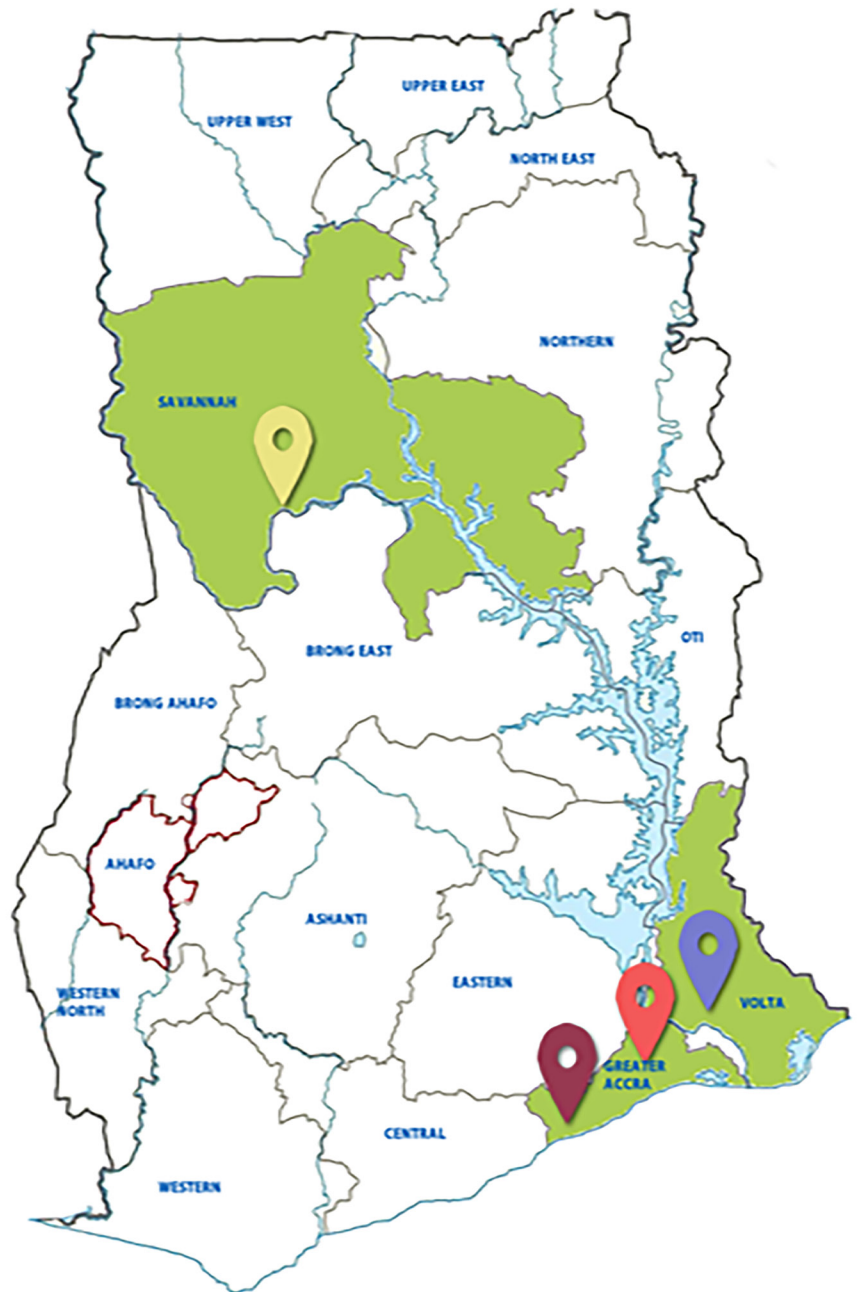 UPPER EAST
UPPER WEST
NORTH EAST
NORTHERN
SAVANNAH
OTI
BRONG EAST
BRONG AHAFO
AHAFO
ASHANTI
EASTERN
WESTERN
NORTH
VOLTA
GREATER
ACCRA
CENTRAL
WESTERN